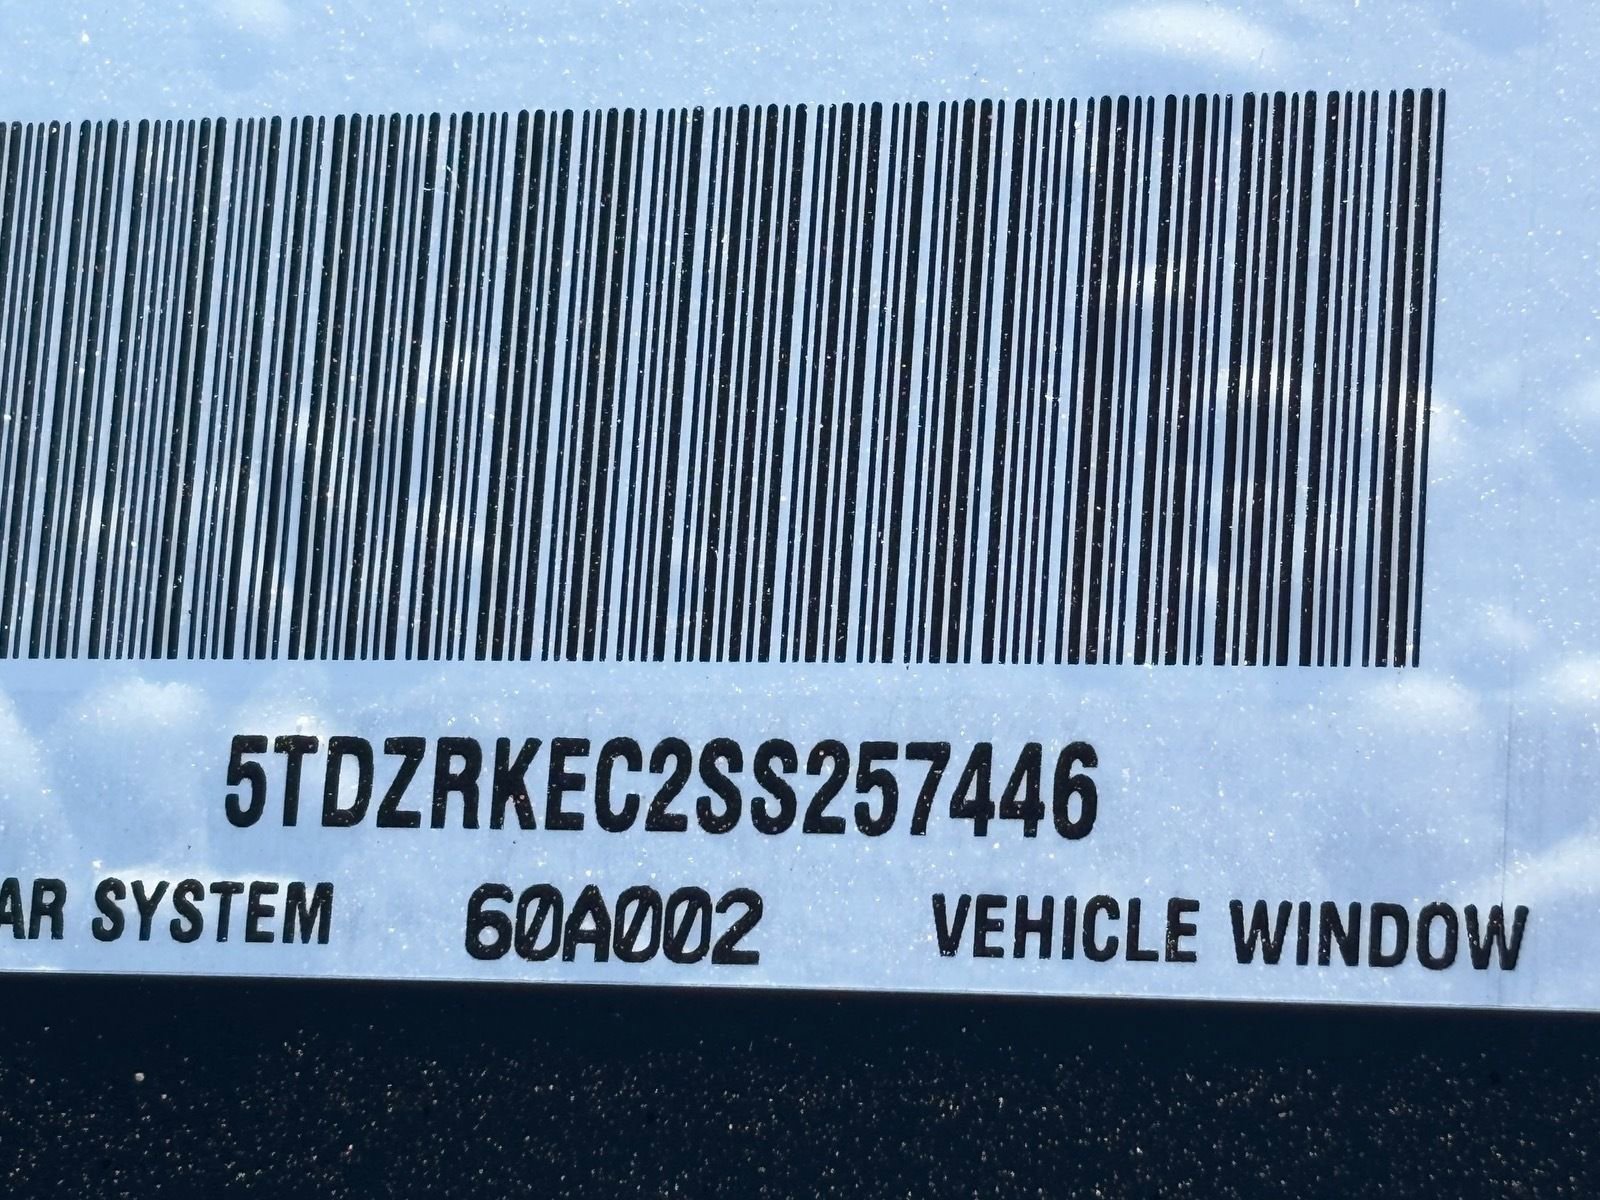 5TDZRKEC2SS257446
AR SYSTEM 60A002 VEHICLE WINDOW